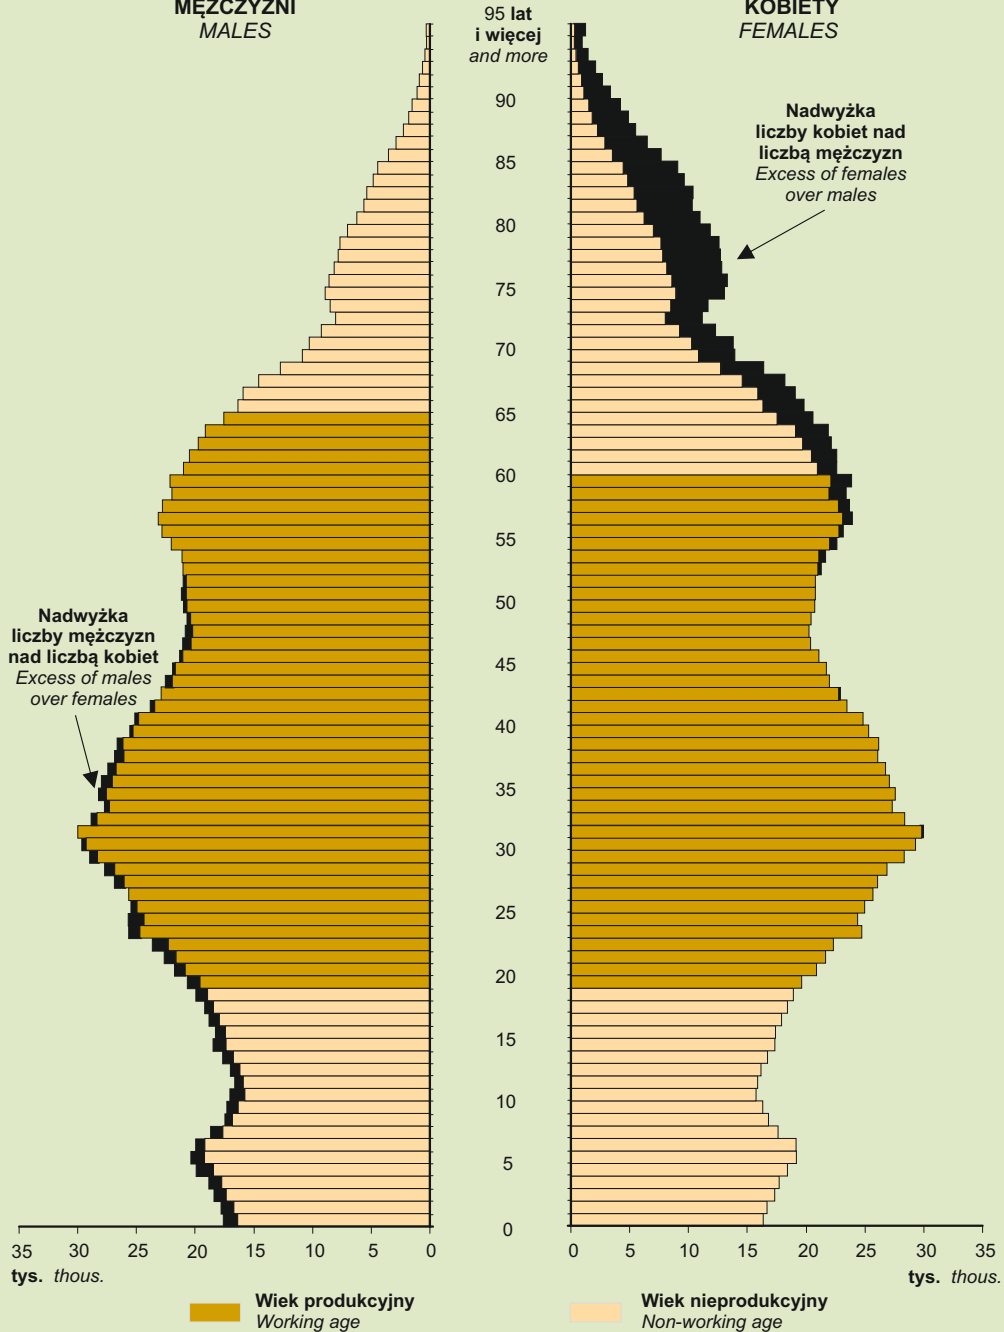 MĘŻCZYŹNI
MALES
95 lat
i więcej
and more
KOBIETY
FEMALES
Nadwyżka
liczby kobiet nad
liczbą mężczyzn
Excess of females
over males
90
85
80
75
70
65
60
55
50
45
40
35
30
25
20
15
10
5
0
Nadwyżka
liczby mężczyzn
nad liczbą kobiet
Excess of males
over females
35 30 25 20 15 10 5 0
tys. thous.
0 5 10 15 20 25 30 35
tys. thous.
Wiek produkcyjny
Working age
Wiek nieprodukcyjny
Non-working age